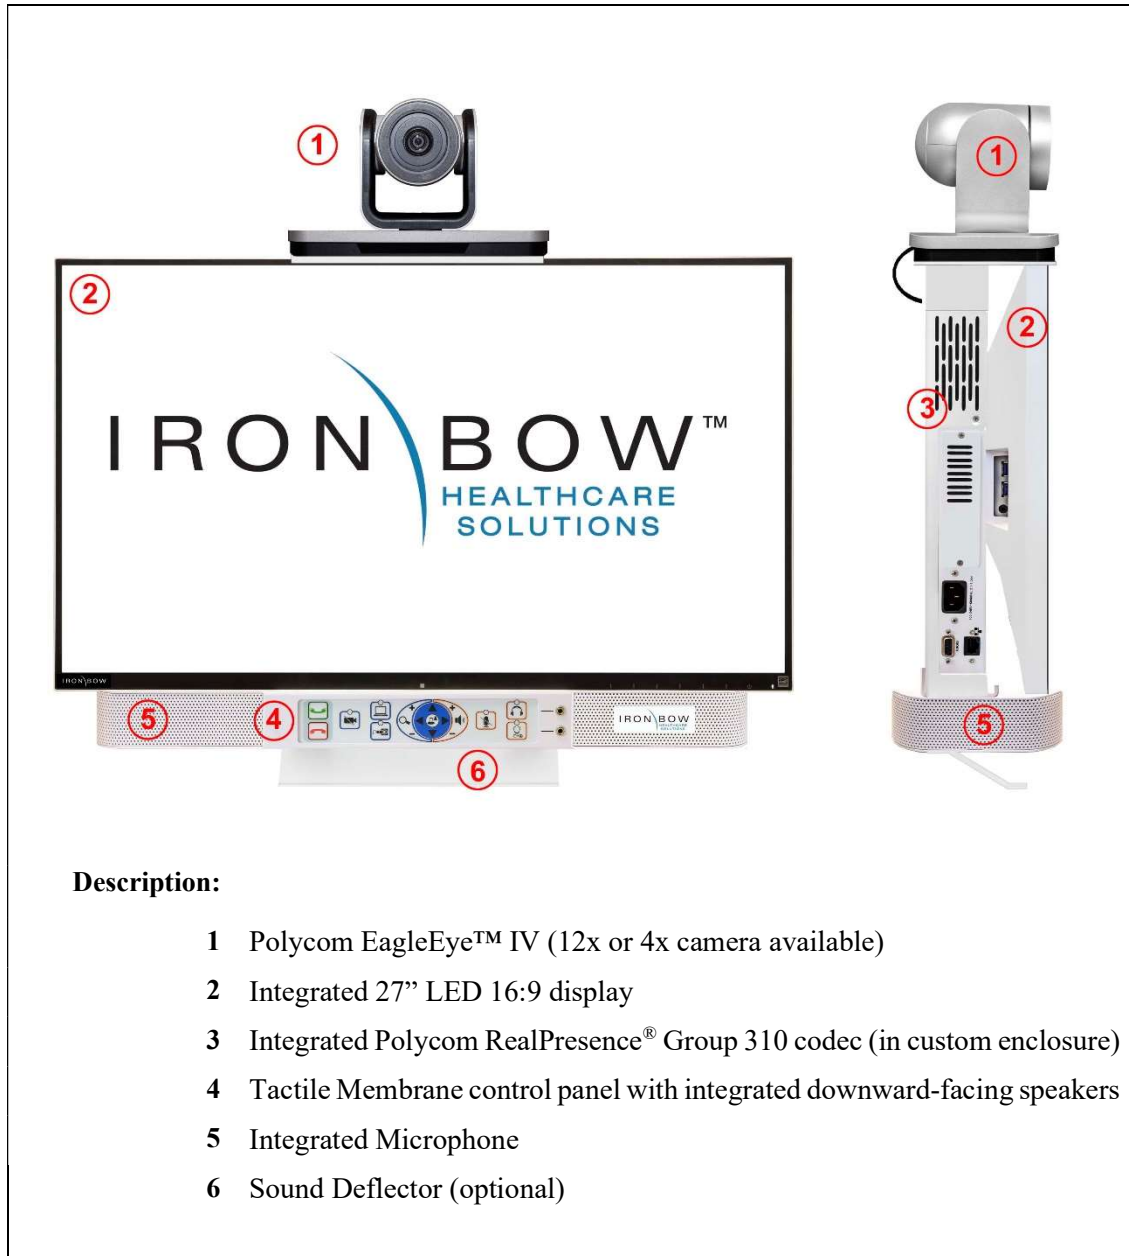 1
1
2
IRON BOW™
HEALTHCARE
SOLUTIONS
2
3
IRON BOW
5
4
6
IRON BOW
HEALTHCARE
SOLUTIONS
5
Description:
1 Polycom EagleEye™ IV (12x or 4x camera available)
2 Integrated 27” LED 16:9 display
3 Integrated Polycom RealPresence® Group 310 codec (in custom enclosure)
4 Tactile Membrane control panel with integrated downward-facing speakers
5 Integrated Microphone
6 Sound Deflector (optional)